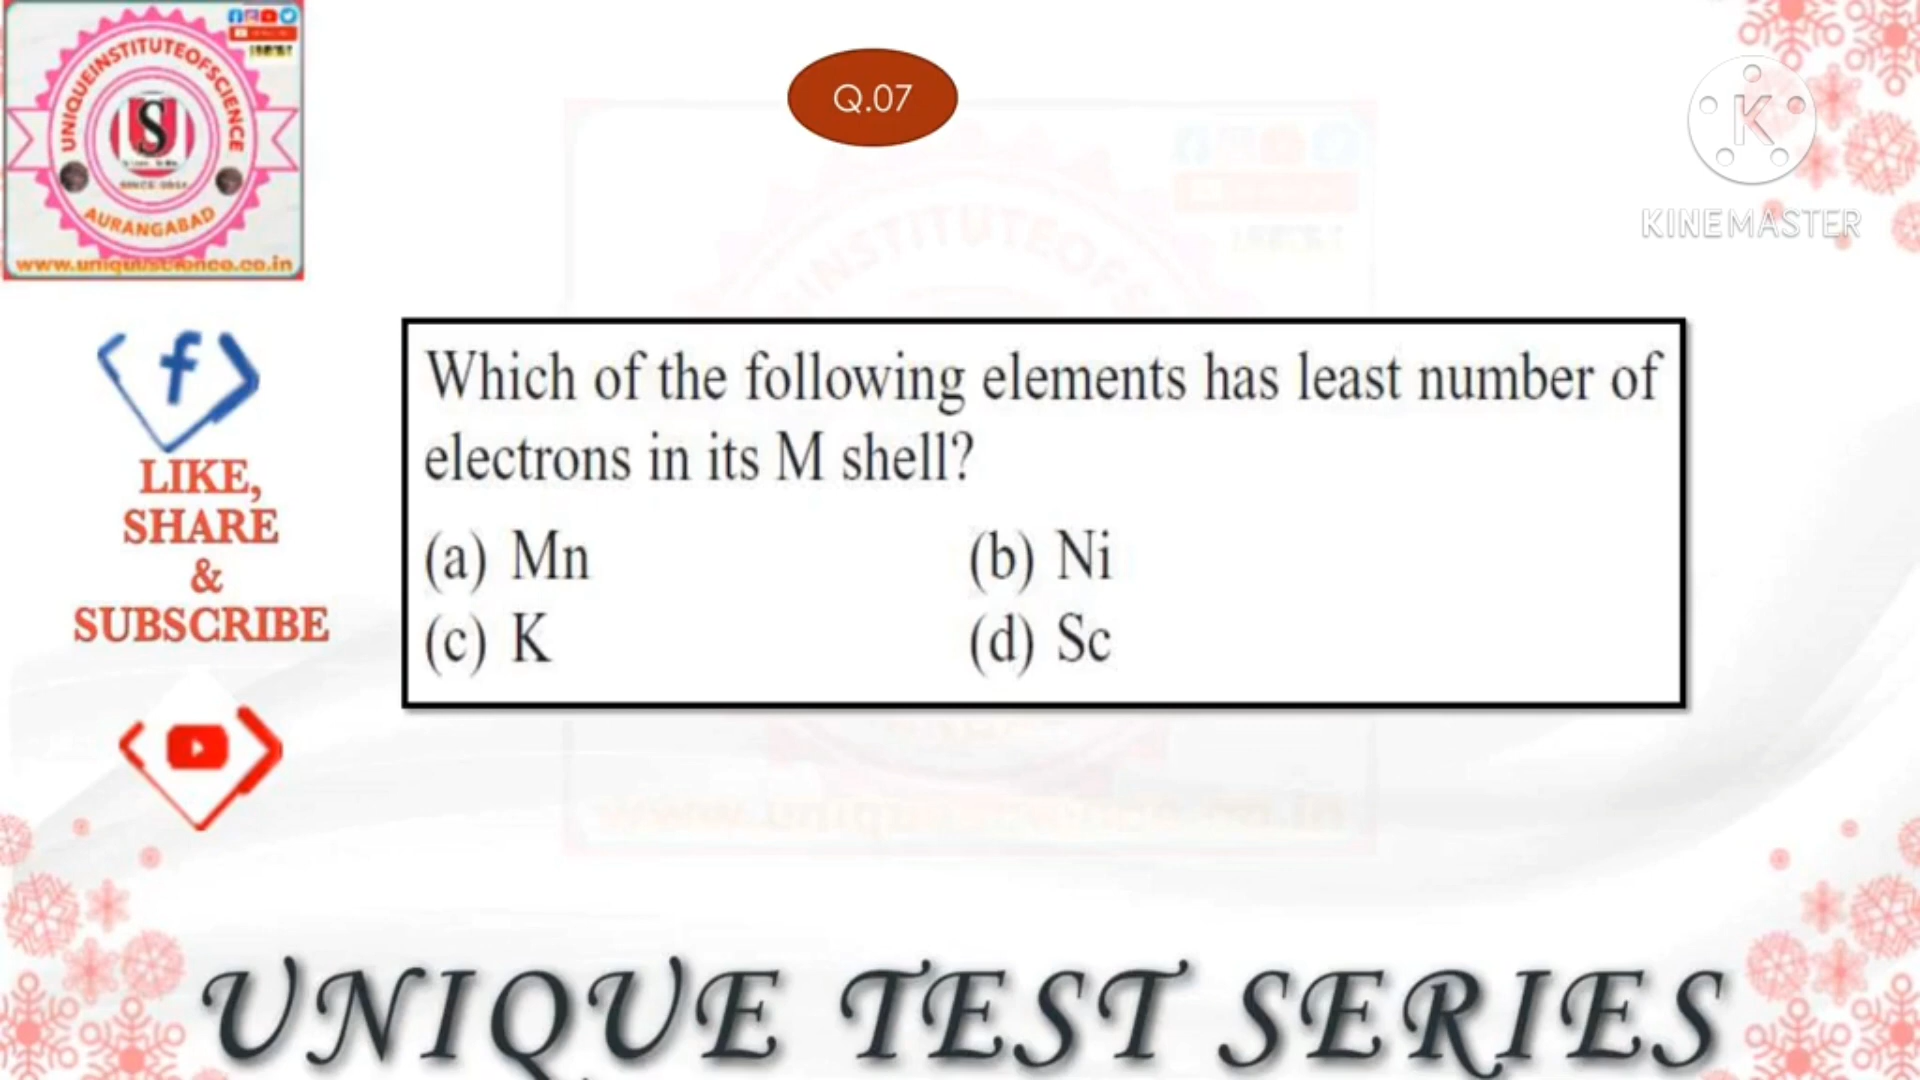 Q.07
UNIQUEINSTITUTEOFSCIENCE
AURANGABAD
KINEMASTER
Which of the following elements has least number of
electrons in its M shell?
(a) Mn (b) Ni
(c) K (d) Sc
LIKE,
SHARE
&
SUBSCRIBE
UNIQUE TEST SERIES